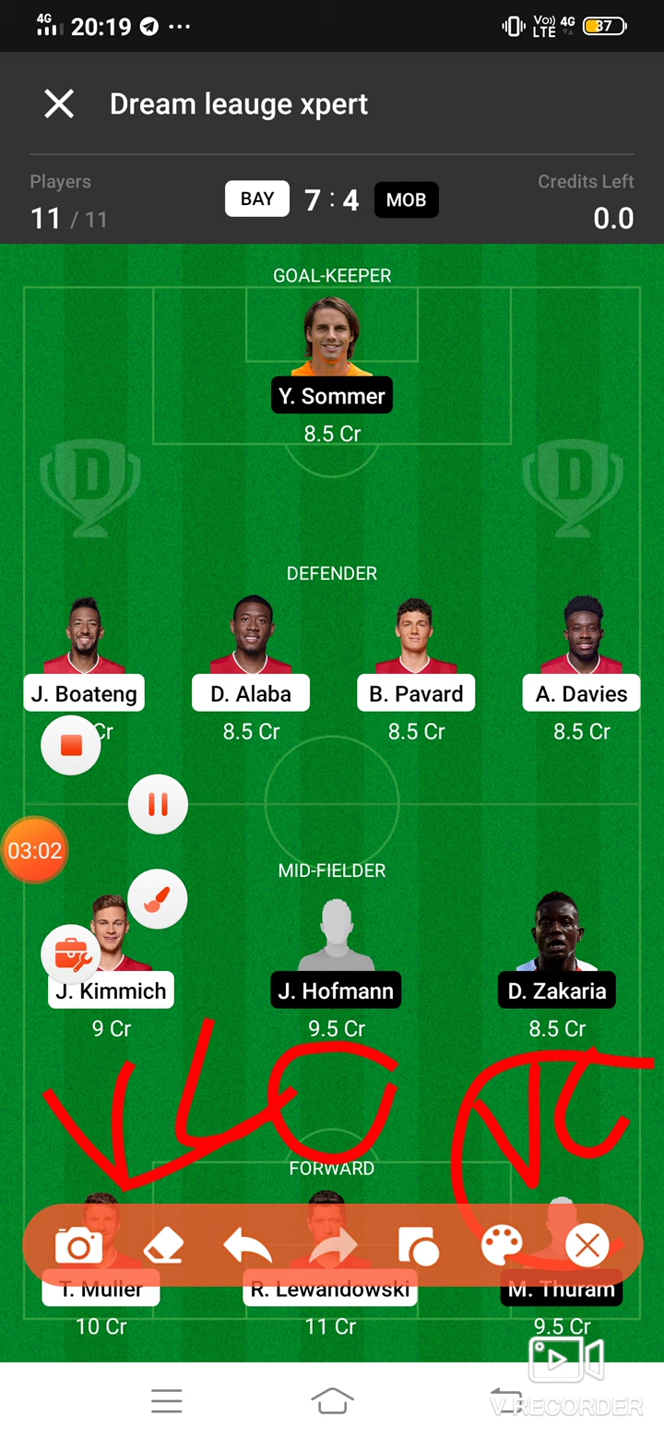 4G 20:19 ... Vo)) LTE 4G 37
Dream leauge xpert
Players Credits Left
11 / 11 BAY 7 : 4 MOB 0.0
GOAL-KEEPER
Y. Sommer
8.5 Cr
D D
DEFENDER
J. Boateng D. Alaba B. Pavard A. Davies
Cr 8.5 Cr 8.5 Cr 8.5 Cr
03:02
MID-FIELDER
J. Kimmich J. Hofmann D. Zakaria
9 Cr 9.5 Cr 8.5 Cr
VLC VC
FORWARD
T. Muller R. Lewandowski M. Thuram
10 Cr 11 Cr 9.5 Cr
V RECORDER